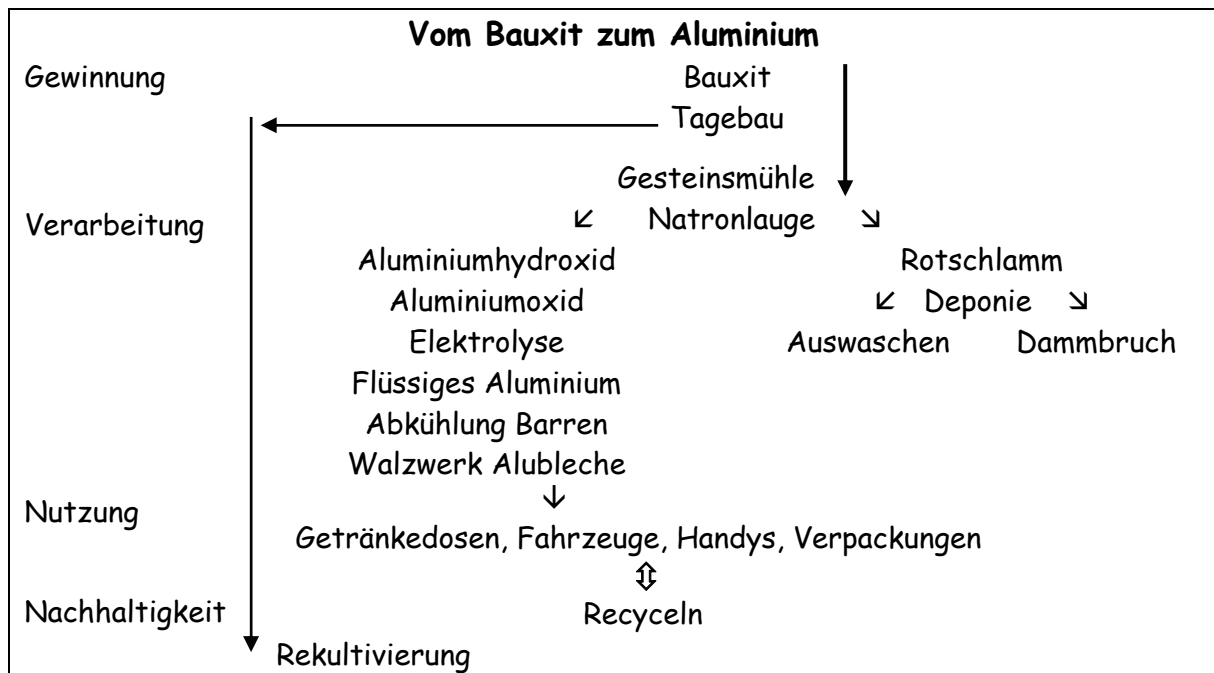 Vom Bauxit zum Aluminium
Gewinnung Bauxit
Tagebau
Gesteinsmühle
Verarbeitung Natronlauge
Aluminiumhydroxid Rotschlamm
Aluminiumoxid Deponie
Elektrolyse Auswaschen Dammbruch
Flüssiges Aluminium
Abkühlung Barren
Walzwerk Alubleche
Nutzung
Getränkedosen, Fahrzeuge, Handys, Verpackungen
Nachhaltigkeit Recyceln
Rekultivierung